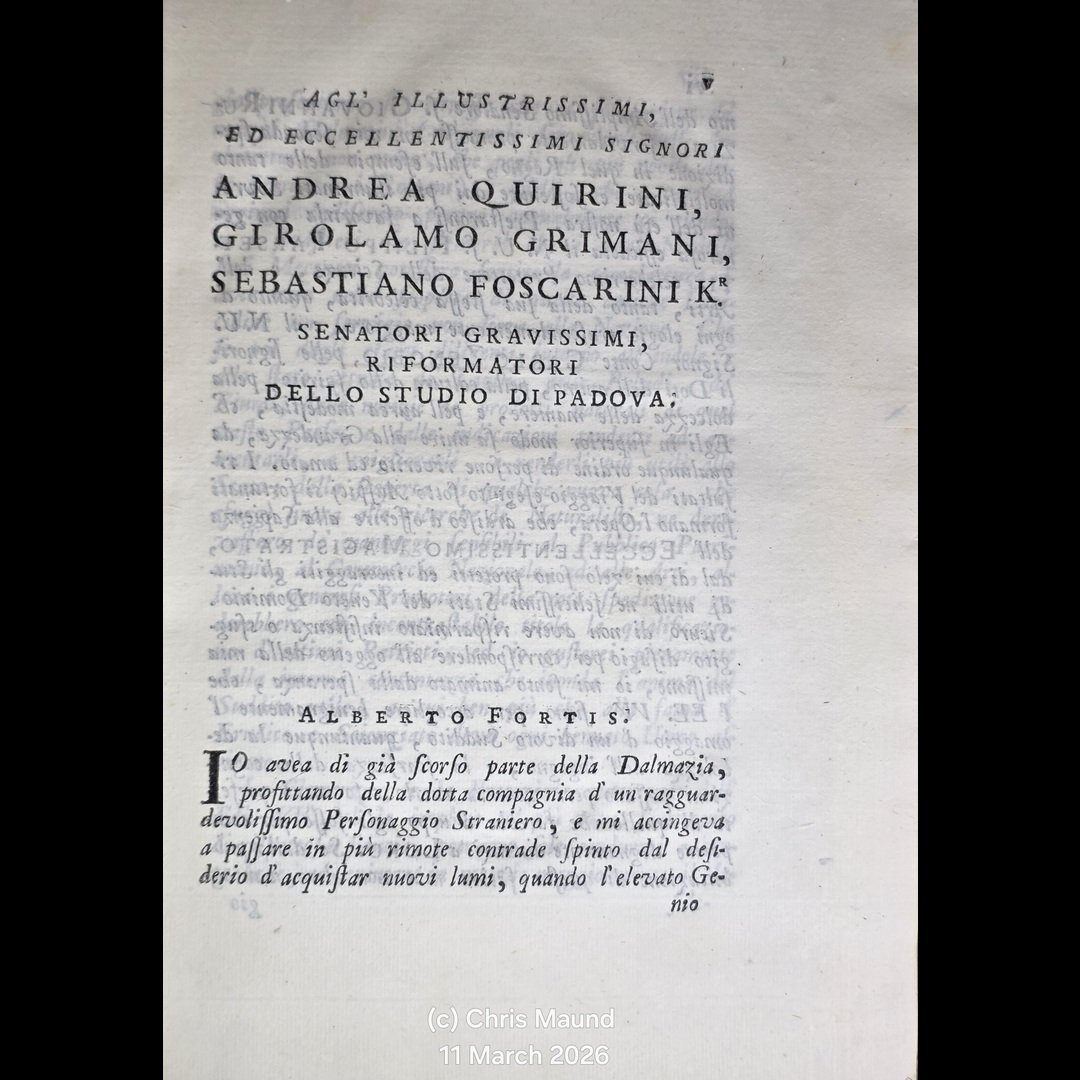 v
AGL' ILLUSTRISSIMI,
ED ECCELLENTISSIMI SIGNORI
ANDREA QUIRINI,
GIROLAMO GRIMANI,
SEBASTIANO FOSCARINI K.R
SENATORI GRAVISSIMI,
RIFORMATORI
DELLO STUDIO DI PADOVA.
ALBERTO FORTIS.
IO avea di già ſcorſo parte della Dalmazia,
profittando della dotta compagnia d' un ragguar-
devoliſſimo Perſonaggio Straniero, e mi accingeva
a paſſare in più rimote contrade ſpinto dal deſi-
derio d'acquiſtar nuovi lumi, quando l'elevato Ge-
nio
(c) Chris Maund
11 March 2026